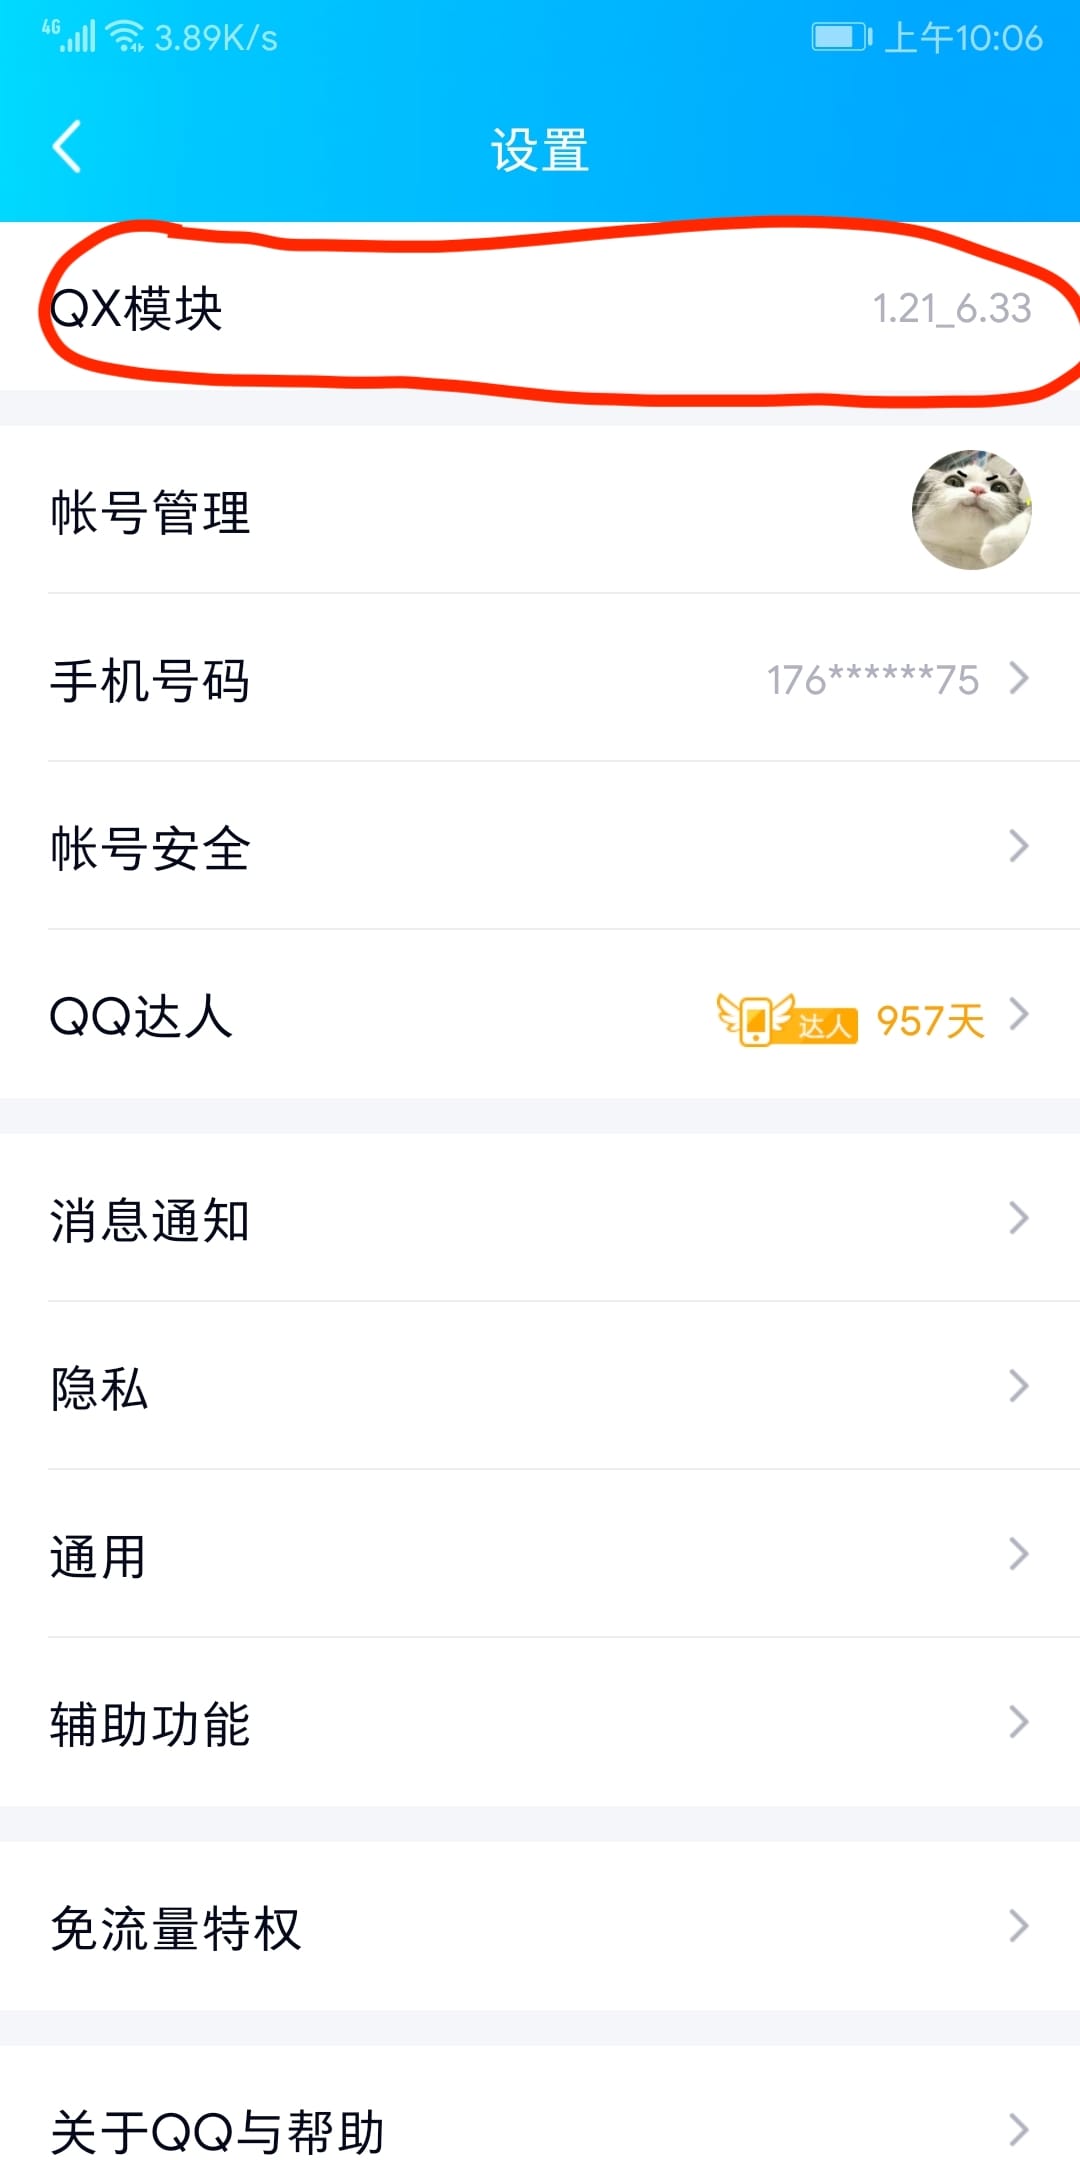 4G 3.89K/s 上午10:06
设置
QX模块 1.21_6.33
帐号管理
手机号码 176******75
帐号安全
QQ达人 达人 957天
消息通知
隐私
通用
辅助功能
免流量特权
关于QQ与帮助